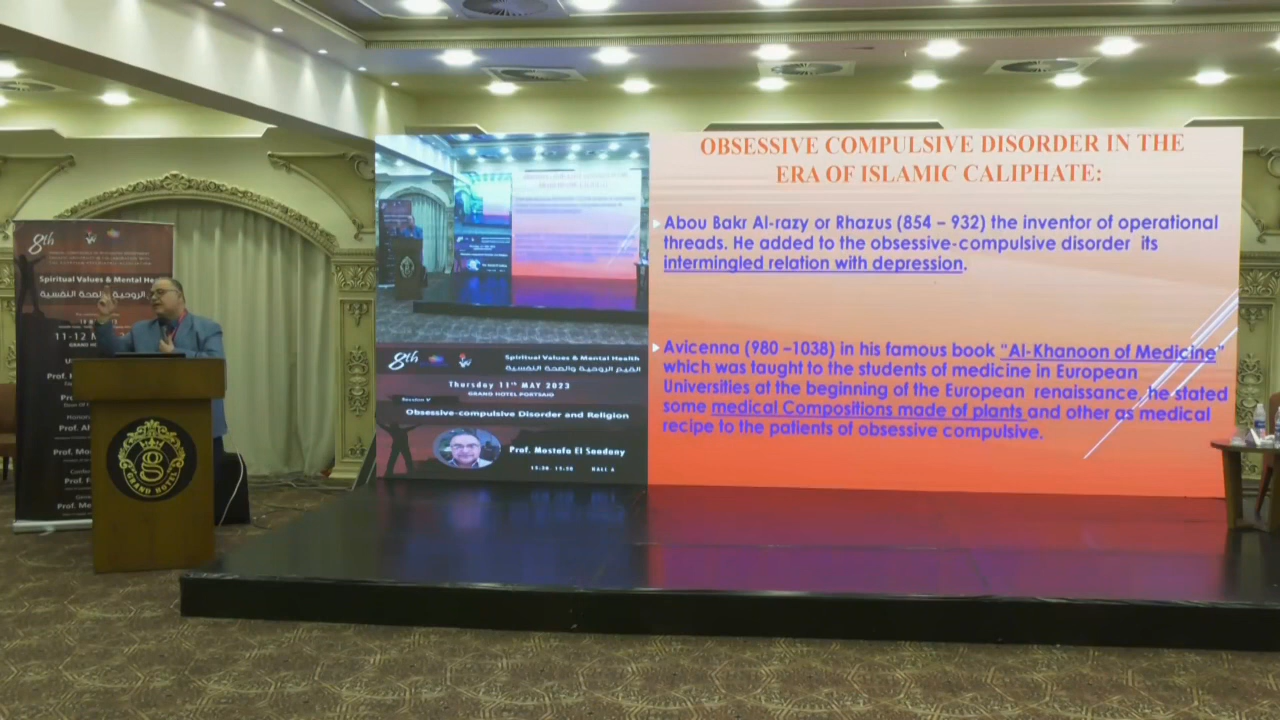 OBSESSIVE COMPULSIVE DISORDER IN THE
ERA OF ISLAMIC CALIPHATE:
Abou Bakr Al-razy or Rhazus (854 – 932) the inventor of operational
threads. He added to the obsessive-compulsive disorder its
intermingled relation with depression.
Avicenna (980 –1038) in his famous book "Al-Khanoon of Medicine"
which was taught to the students of medicine in European
Universities at the beginning of the European renaissance, he stated
some medical Compositions made of plants and other as medical
recipe to the patients of obsessive compulsive.
8th
Spiritual Values & Mental Health
القيم الروحية والصحة النفسية
Thursday 11th MAY 2023
GRAND HOTEL PORTSAID
Session V
Obsessive-compulsive Disorder and Religion
Prof. Mostafa El Saadany
HALL A
8th
Spiritual Values & Mental Hea
الروحية والصحة النفسية
11-12 M
Prof.
Prof.
Prof.
Prof.
g
GRAND HOTEL